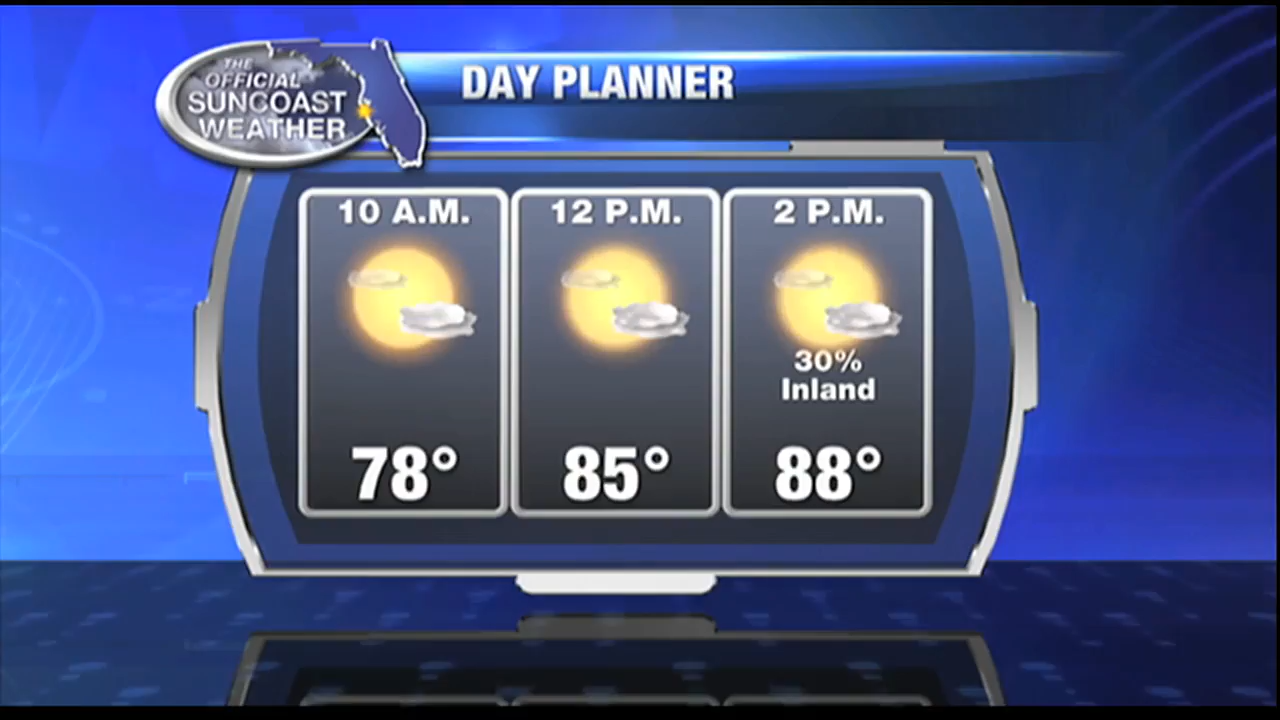 THE
OFFICIAL
SUNCOAST
WEATHER
DAY PLANNER
10 A.M.
78°
12 P.M.
85°
2 P.M.
30%
Inland
88°